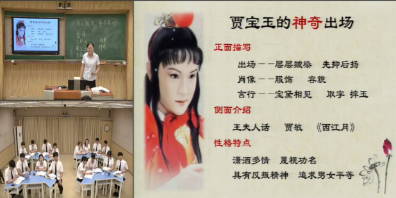 贾宝玉的神奇出场
正面描写
出场——层层皴染 先抑后扬
肖像——服饰 容貌
言行——宝黛相见 取字 摔玉
侧面介绍
王夫人话 贾敏 《西江月》
性格特点
潇洒多情 蔑视功名
具有反叛精神 追求男女平等